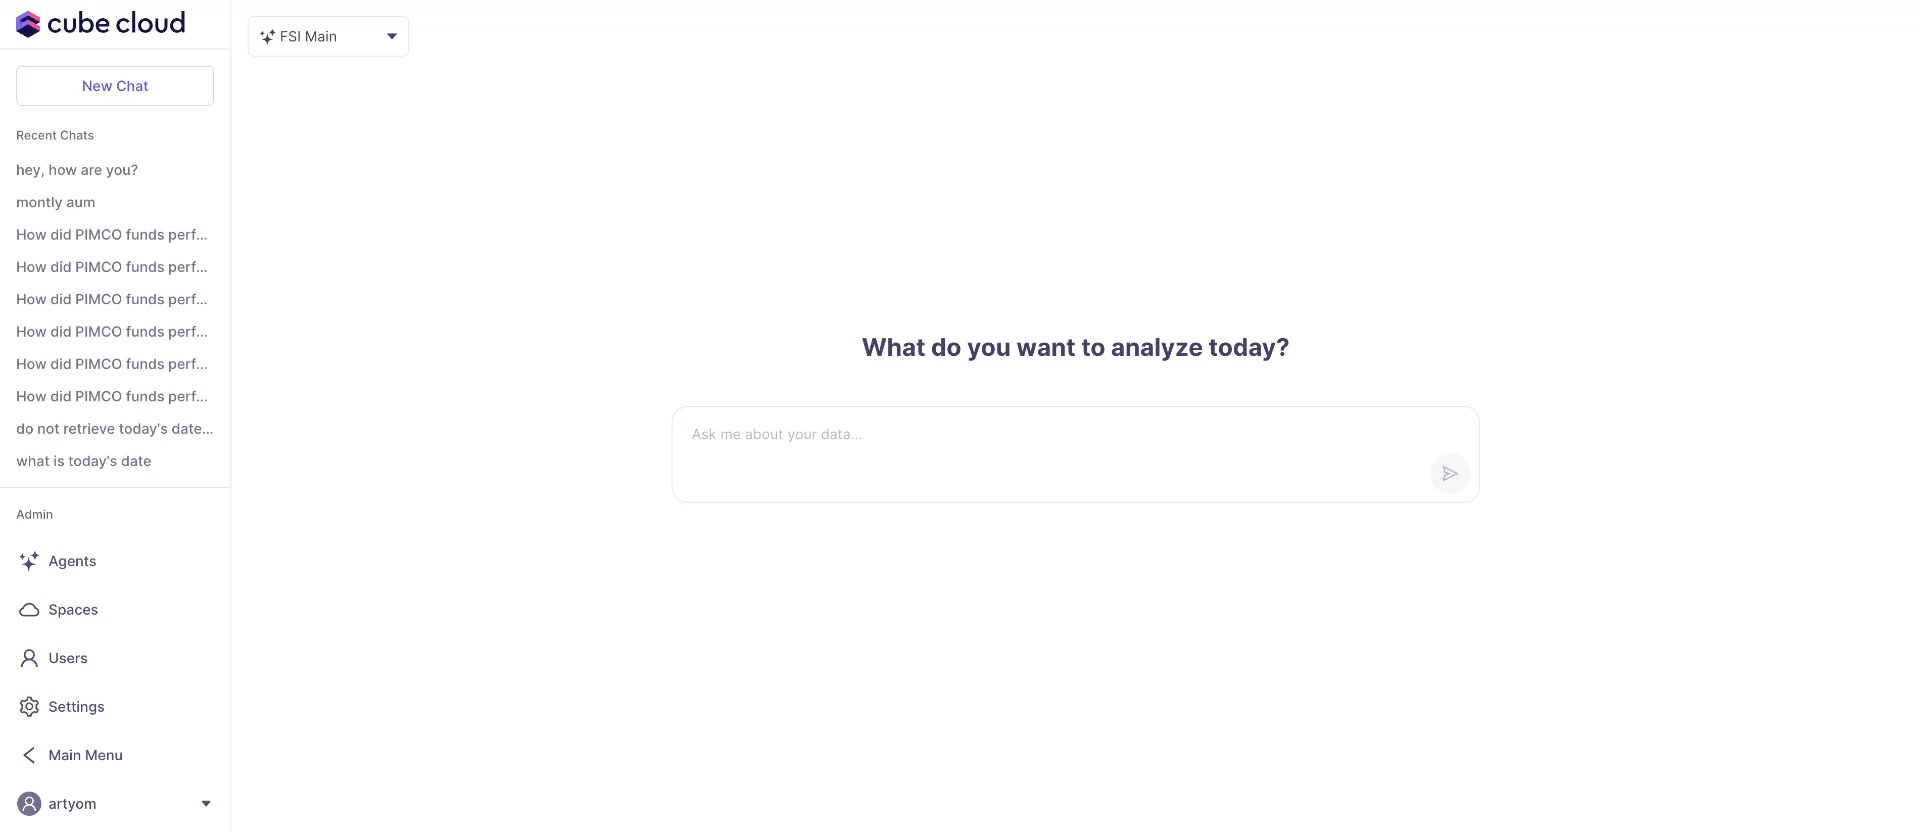 cube cloud
FSI Main
New Chat
Recent Chats
hey, how are you?
montly aum
How did PIMCO funds perf...
How did PIMCO funds perf...
How did PIMCO funds perf...
How did PIMCO funds perf...
How did PIMCO funds perf...
How did PIMCO funds perf...
do not retrieve today's date...
what is today's date
Admin
Agents
Spaces
Users
Settings
Main Menu
artyom
What do you want to analyze today?
Ask me about your data...